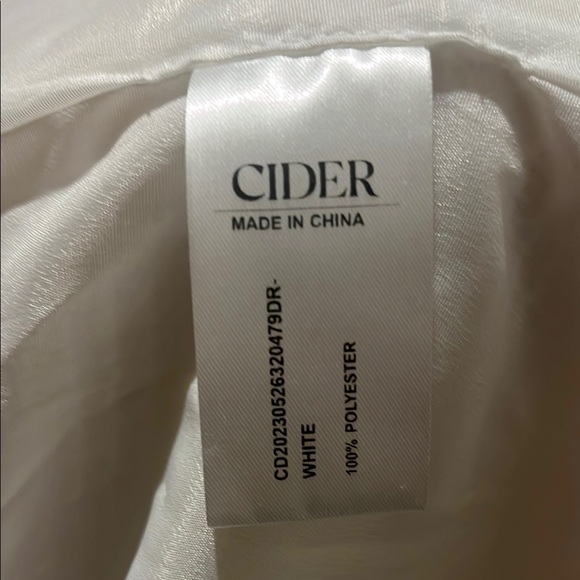 CIDER
MADE IN CHINA
CD20230526320479DR-
WHITE
100% POLYESTER